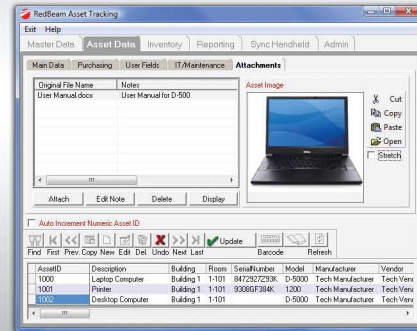 RedBeam Asset Tracking
Exit Help
Master Data Asset Data Inventory Reporting Sync Handheld Admin
Main Data Purchasing User Fields IT/Maintenance Attachments
Original File Name Notes
User Manual.docx User Manual for D-500
Asset Image
Cut
Copy
Paste
Open
Stretch
Attach Edit Note Delete Display
Auto Increment Numeric Asset ID
Update
Find First Prev. Copy New Edit Del Undo Next Last Barcode Refresh
AssetID Description Building Room SerialNumber Model Manufacturer Vendor
1000 Laptop Computer Building 1 1-101 8472927Z93K D-5000 Tech Manufacturer Tech Vend
1001 Printer Building 1 1-101 9308GF384K 1200 Tech Manufacturer Tech Vend
1002 Desktop Computer Building 1 1-101 D-5000 Tech Manufacturer Tech Vend